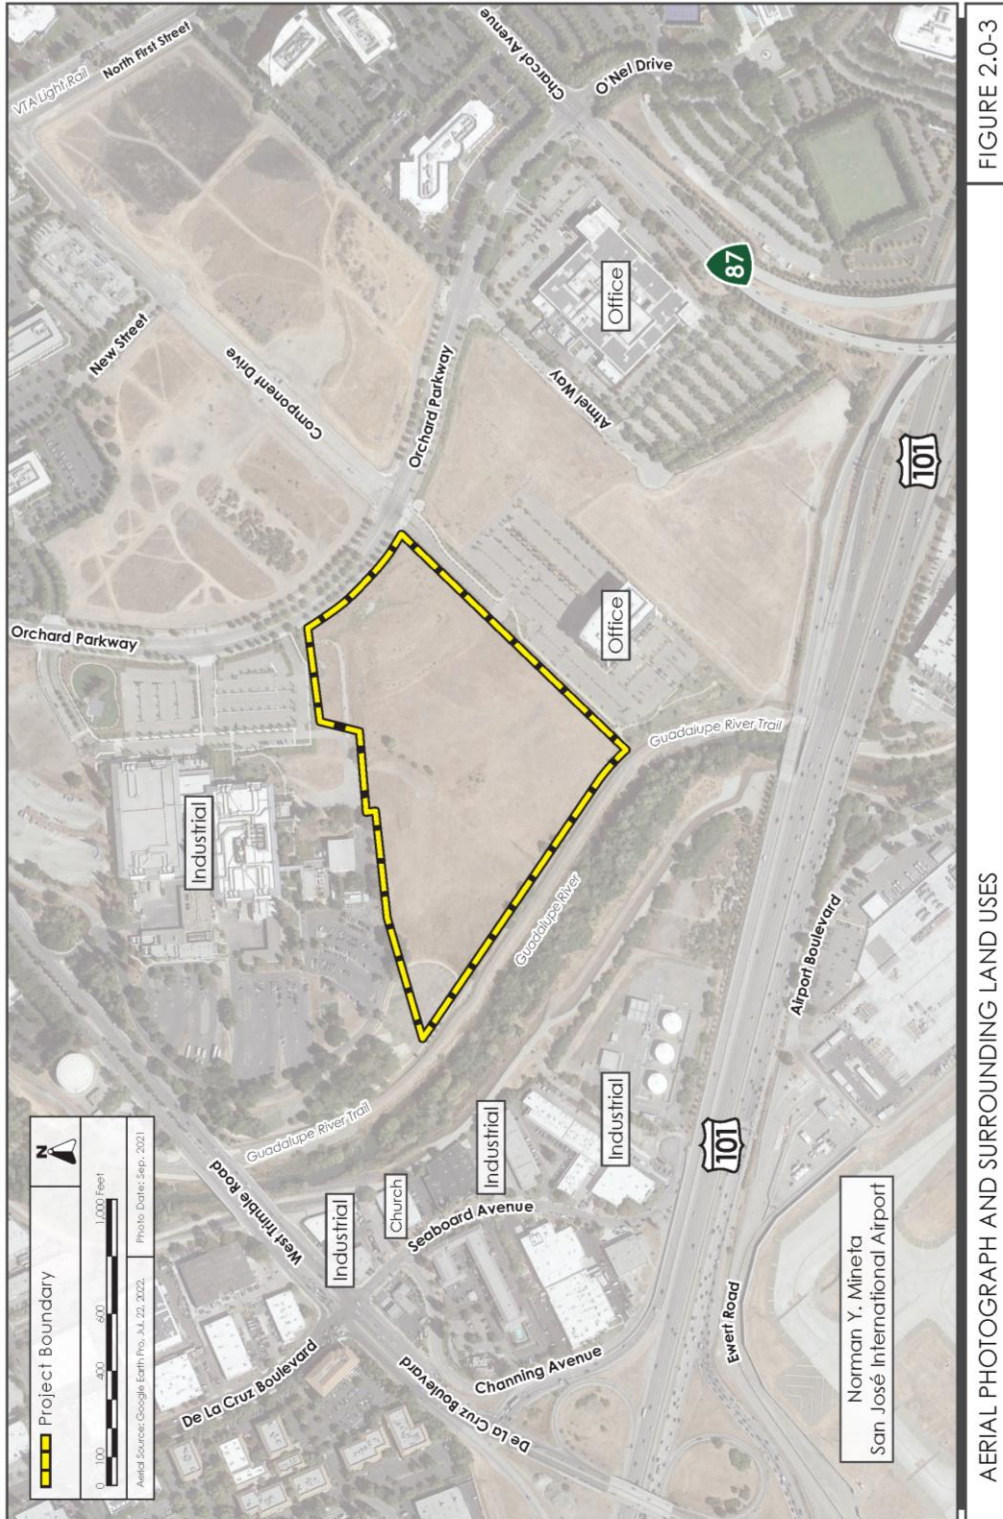 Project Boundary
N
0 100 400 600 1,000 Feet
Aerial Source: Google Earth Pro, Jul. 22, 2022.
Photo Date: Sep. 2021
VTA Light Rail
North First Street
New Street
Component Drive
Charcot Avenue
O'Nel Drive
Orchard Parkway
Orchard Parkway
Atmel Way
Office
87
Office
Industrial
101
Guadalupe River Trail
Guadalupe River
Guadalupe River Trail
West Trimble Road
Industrial
Church
Seaboard Avenue
Industrial
Industrial
De La Cruz Boulevard
De La Cruz Boulevard
Channing Avenue
101
Airport Boulevard
Ewert Road
Norman Y. Mineta
San José International Airport
AERIAL PHOTOGRAPH AND SURROUNDING LAND USES
FIGURE 2.0-3